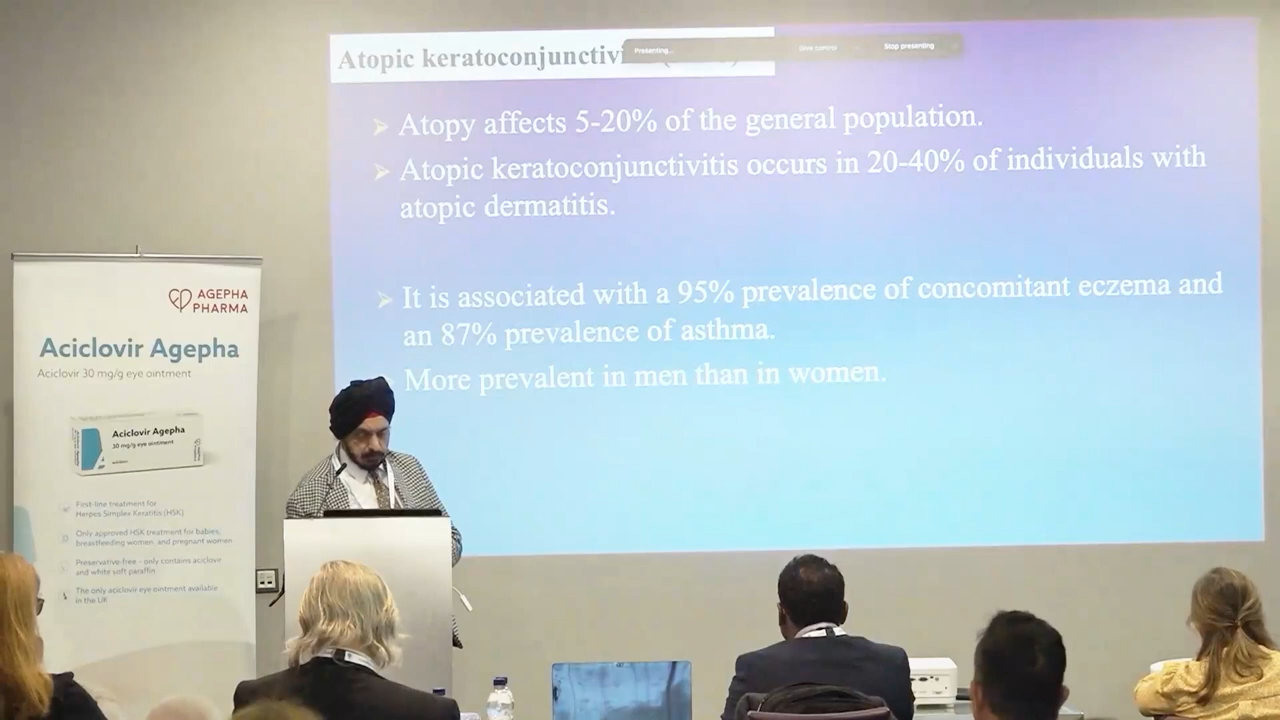 Atopic keratoconjunctiv
Presenting...
Give control
Stop presenting
Atopy affects 5-20% of the general population.
Atopic keratoconjunctivitis occurs in 20-40% of individuals with
atopic dermatitis.
It is associated with a 95% prevalence of concomitant eczema and
an 87% prevalence of asthma.
More prevalent in men than in women.
AGEPHA
PHARMA
Aciclovir Agepha
Aciclovir 30 mg/g eye ointment
Aciclovir Agepha
30 mg/g eye ointment
First-line treatment for
Herpes Simplex Keratitis (HSK)
Only approved HSK treatment for babies,
breastfeeding women, and pregnant women
Preservative-free - only contains aciclovir
and white soft paraffin
The only aciclovir eye ointment available
in the UK